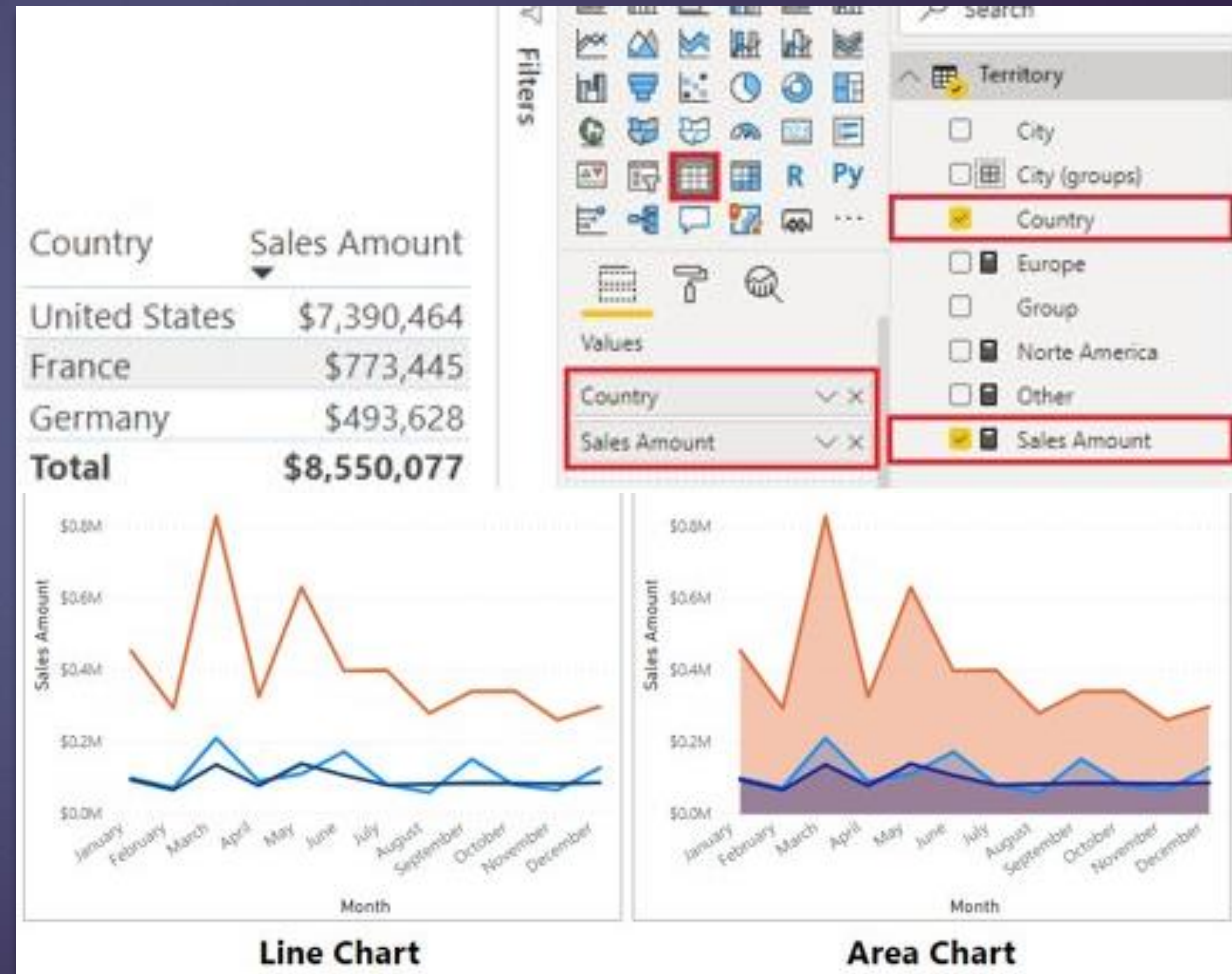 Country Sales Amount
United States $7,390,464
France $773,445
Germany $493,628
Total $8,550,077
Filters
R Py
Values
Country
Sales Amount
Search
Territory
City
City (groups)
Country
Europe
Group
Norte America
Other
Sales Amount
Sales Amount
$0.8M
$0.6M
$0.4M
$0.2M
$0.0M
January February March April May June July August September October November December
Month
Line Chart
Sales Amount
$0.8M
$0.6M
$0.4M
$0.2M
$0.0M
January February March April May June July August September October November December
Month
Area Chart